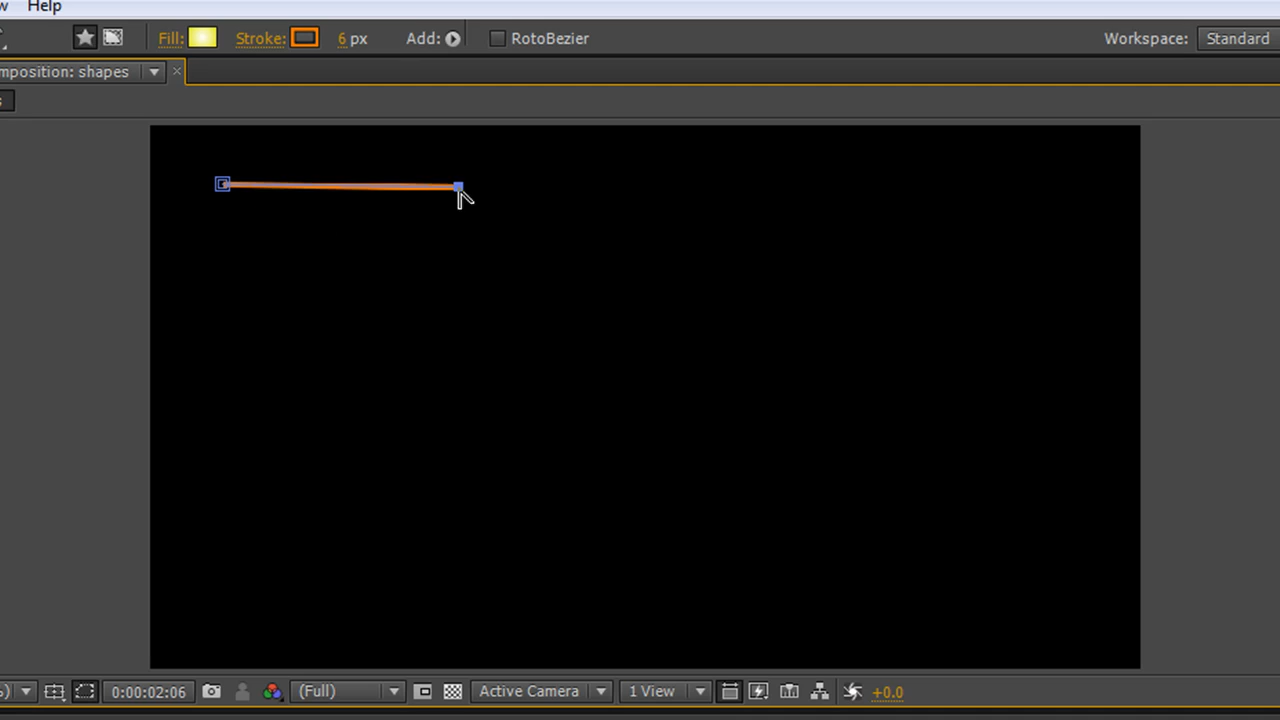 w Help
Fill: Stroke: 6 px Add: RotoBezier Workspace: Standard
mposition: shapes
s
%) 0:00:02:06 (Full) Active Camera 1 View +0.0